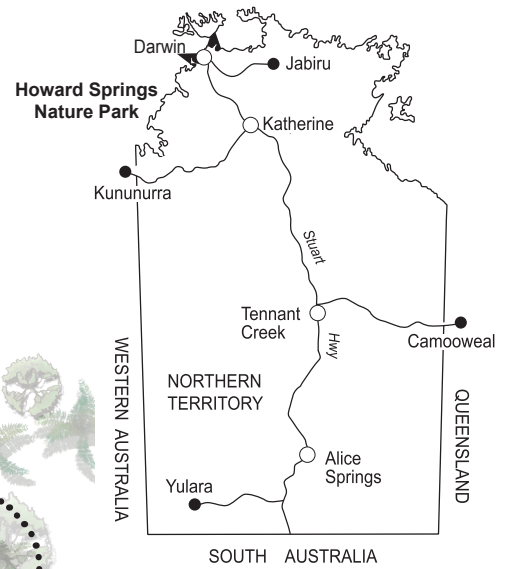 Darwin
Jabiru
Howard Springs
Nature Park
Katherine
Kununurra
Stuart
Tennant
Creek
Hwy
Camooweal
WESTERN AUSTRALIA
NORTHERN
TERRITORY
QUEENSLAND
Alice
Springs
Yulara
SOUTH AUSTRALIA